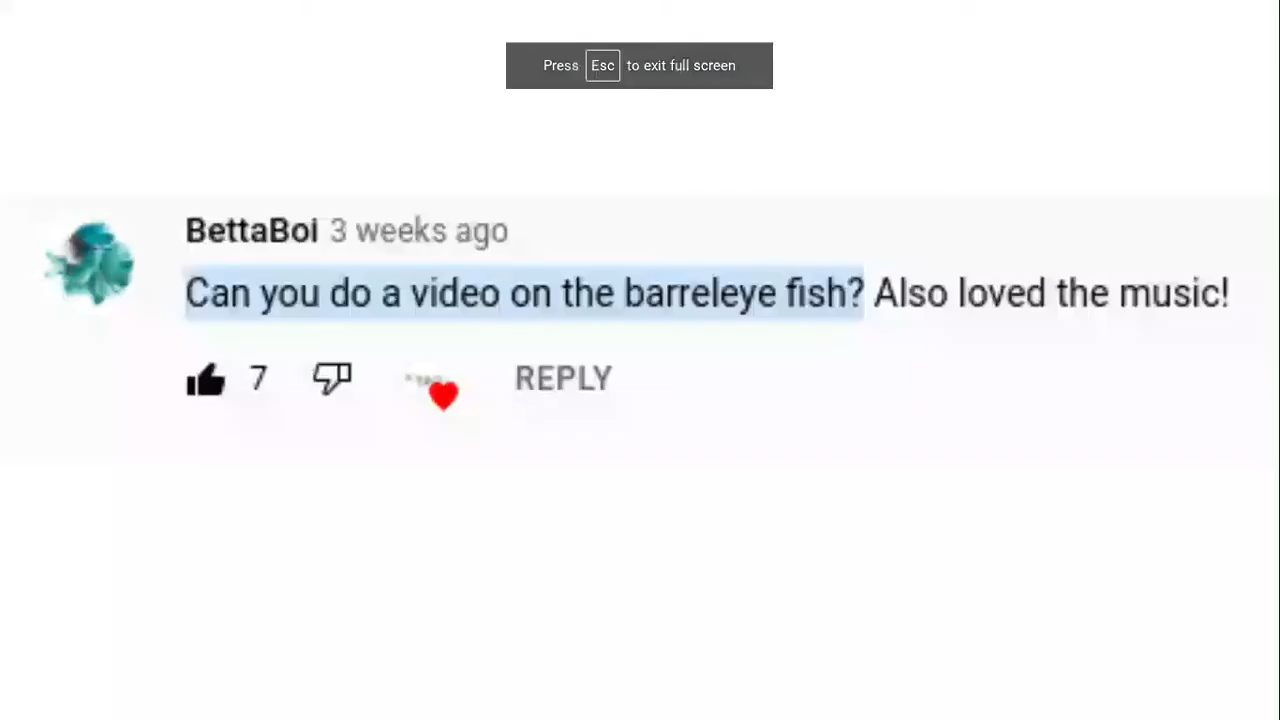 Press Esc to exit full screen
BettaBoi 3 weeks ago
Can you do a video on the barreleye fish? Also loved the music!
7 REPLY